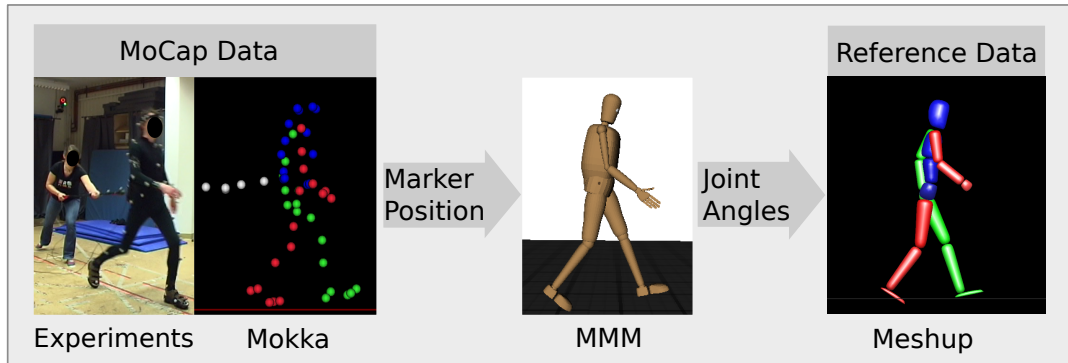 MoCap Data
Reference Data
Marker
Position
Joint
Angles
Experiments
Mokka
MMM
Meshup